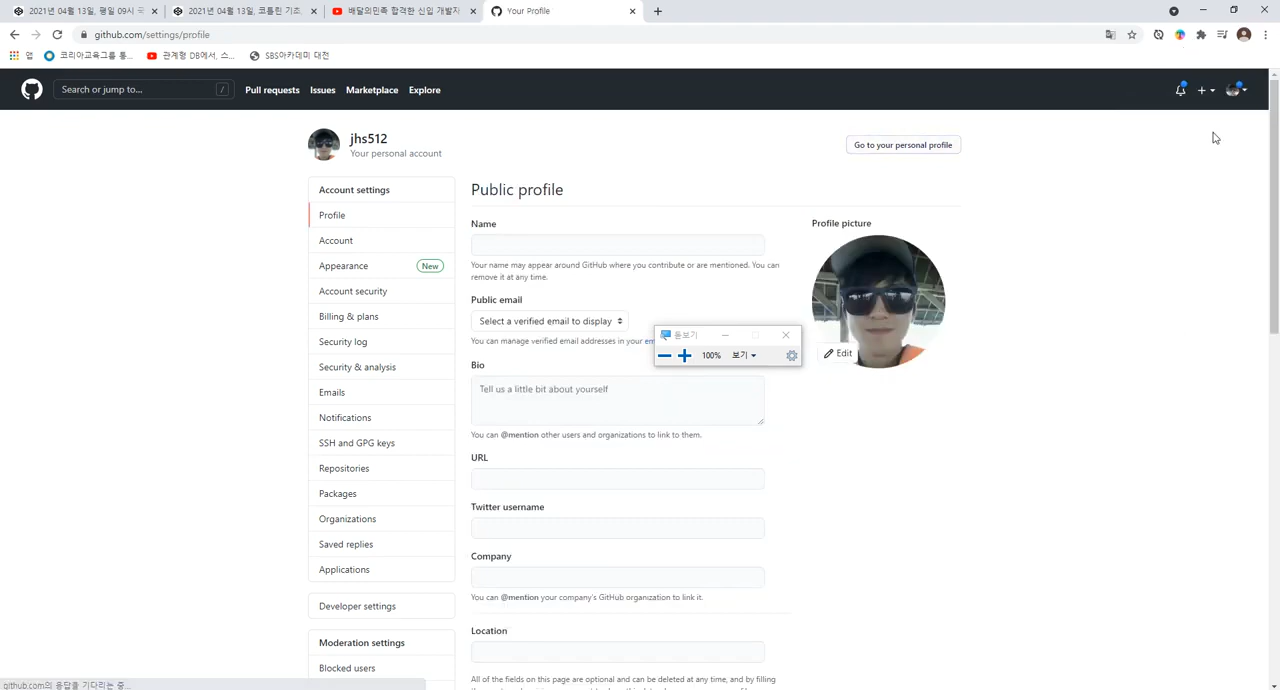 2021년 04월 13일, 평일 09시 국
2021년 04월 13일, 코틀린 기초,
배달의민족 합격한 신입 개발자
Your Profile
github.com/settings/profile
앱
코리아교육그룹 홈...
관계형 DB에서, 스...
SBS아카데미 대전
Search or jump to...
/
Pull requests
Issues
Marketplace
Explore
jhs512
Your personal account
Go to your personal profile
Account settings
Profile
Account
Appearance
New
Account security
Billing & plans
Security log
Security & analysis
Emails
Notifications
SSH and GPG keys
Repositories
Packages
Organizations
Saved replies
Applications
Developer settings
Moderation settings
Blocked users
Public profile
Name
Your name may appear around GitHub where you contribute or are mentioned. You can
remove it at any time.
Public email
Select a verified email to display
You can manage verified email addresses in your em
Bio
Tell us a little bit about yourself
You can @mention other users and organizations to link to them.
URL
Twitter username
Company
You can @mention your company's GitHub organization to link it.
Location
All of the fields on this page are optional and can be deleted at any time, and by filling
Profile picture
Edit
돋보기
100%
보기
github.com의 응답을 기다리는 중...